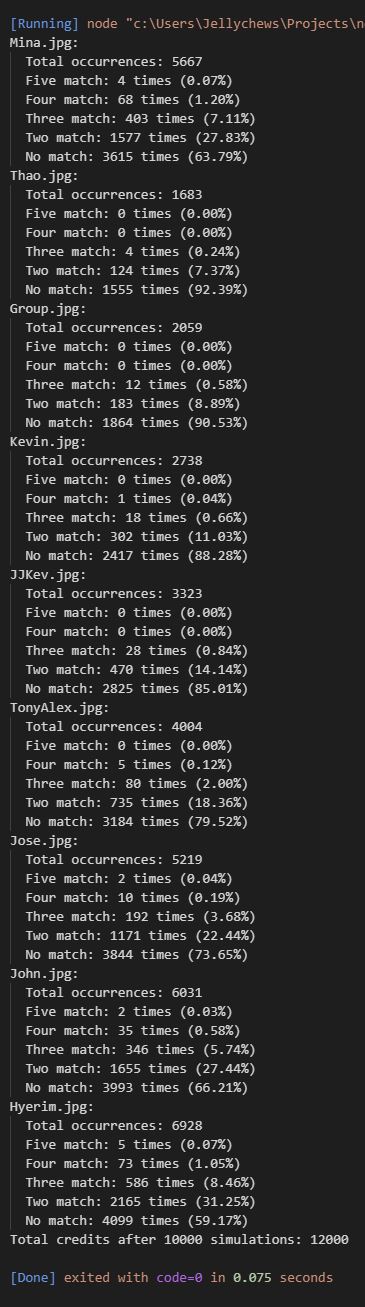 [Running] node "c:\Users\Jellychews\Projects\n
Mina.jpg:
Total occurrences: 5667
Five match: 4 times (0.07%)
Four match: 68 times (1.20%)
Three match: 403 times (7.11%)
Two match: 1577 times (27.83%)
No match: 3615 times (63.79%)
Thao.jpg:
Total occurrences: 1683
Five match: 0 times (0.00%)
Four match: 0 times (0.00%)
Three match: 4 times (0.24%)
Two match: 124 times (7.37%)
No match: 1555 times (92.39%)
Group.jpg:
Total occurrences: 2059
Five match: 0 times (0.00%)
Four match: 0 times (0.00%)
Three match: 12 times (0.58%)
Two match: 183 times (8.89%)
No match: 1864 times (90.53%)
Kevin.jpg:
Total occurrences: 2738
Five match: 0 times (0.00%)
Four match: 1 times (0.04%)
Three match: 18 times (0.66%)
Two match: 302 times (11.03%)
No match: 2417 times (88.28%)
JJKev.jpg:
Total occurrences: 3323
Five match: 0 times (0.00%)
Four match: 0 times (0.00%)
Three match: 28 times (0.84%)
Two match: 470 times (14.14%)
No match: 2825 times (85.01%)
TonyAlex.jpg:
Total occurrences: 4004
Five match: 0 times (0.00%)
Four match: 5 times (0.12%)
Three match: 80 times (2.00%)
Two match: 735 times (18.36%)
No match: 3184 times (79.52%)
Jose.jpg:
Total occurrences: 5219
Five match: 2 times (0.04%)
Four match: 10 times (0.19%)
Three match: 192 times (3.68%)
Two match: 1171 times (22.44%)
No match: 3844 times (73.65%)
John.jpg:
Total occurrences: 6031
Five match: 2 times (0.03%)
Four match: 35 times (0.58%)
Three match: 346 times (5.74%)
Two match: 1655 times (27.44%)
No match: 3993 times (66.21%)
Hyerim.jpg:
Total occurrences: 6928
Five match: 5 times (0.07%)
Four match: 73 times (1.05%)
Three match: 586 times (8.46%)
Two match: 2165 times (31.25%)
No match: 4099 times (59.17%)
Total credits after 10000 simulations: 12000
[Done] exited with code=0 in 0.075 seconds